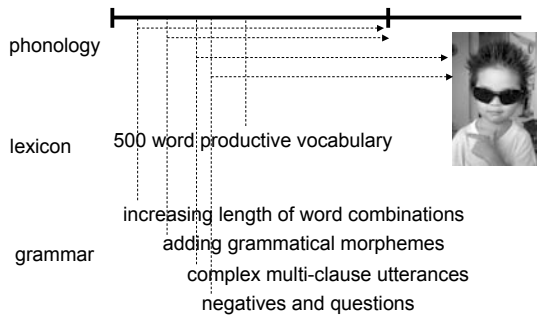 phonology
lexicon
500 word productive vocabulary
increasing length of word combinations
grammar
adding grammatical morphemes
complex multi-clause utterances
negatives and questions